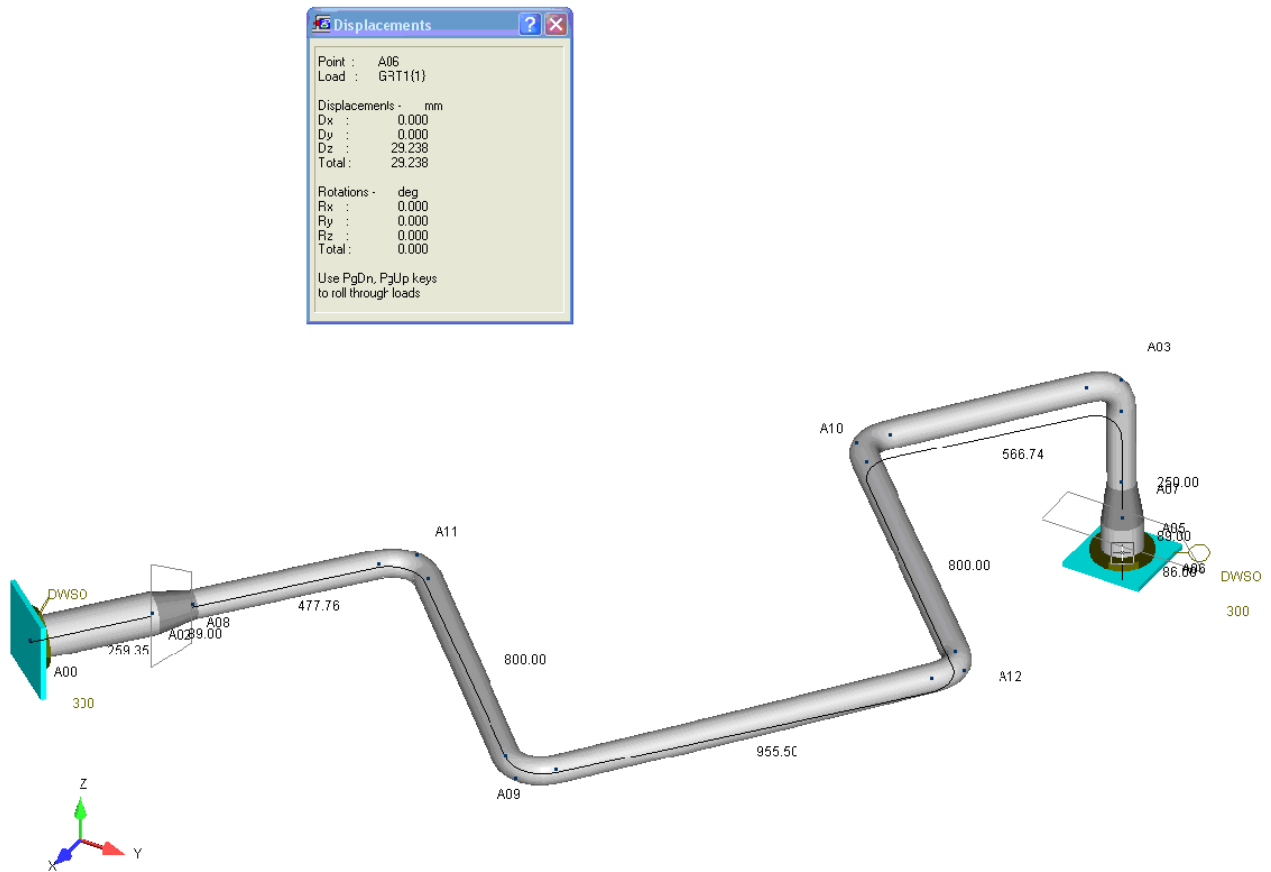 Displacements
Point : A06
Load : GRT1{1}
Displacements - mm
Dx : 0.000
Dy : 0.000
Dz : 29.238
Total : 29.238
Rotations - deg
Rx : 0.000
Ry : 0.000
Rz : 0.000
Total : 0.000
Use PgDn, PgUp keys
to roll through loads
A03
A10
566.74
250.00
A07
A05
89.00
A06
86.00
DWSO
300
A11
800.00
477.76
DWSO
A08
A02
89.00
259.35
A00
300
800.00
A12
955.50
A09
Z
Y
X